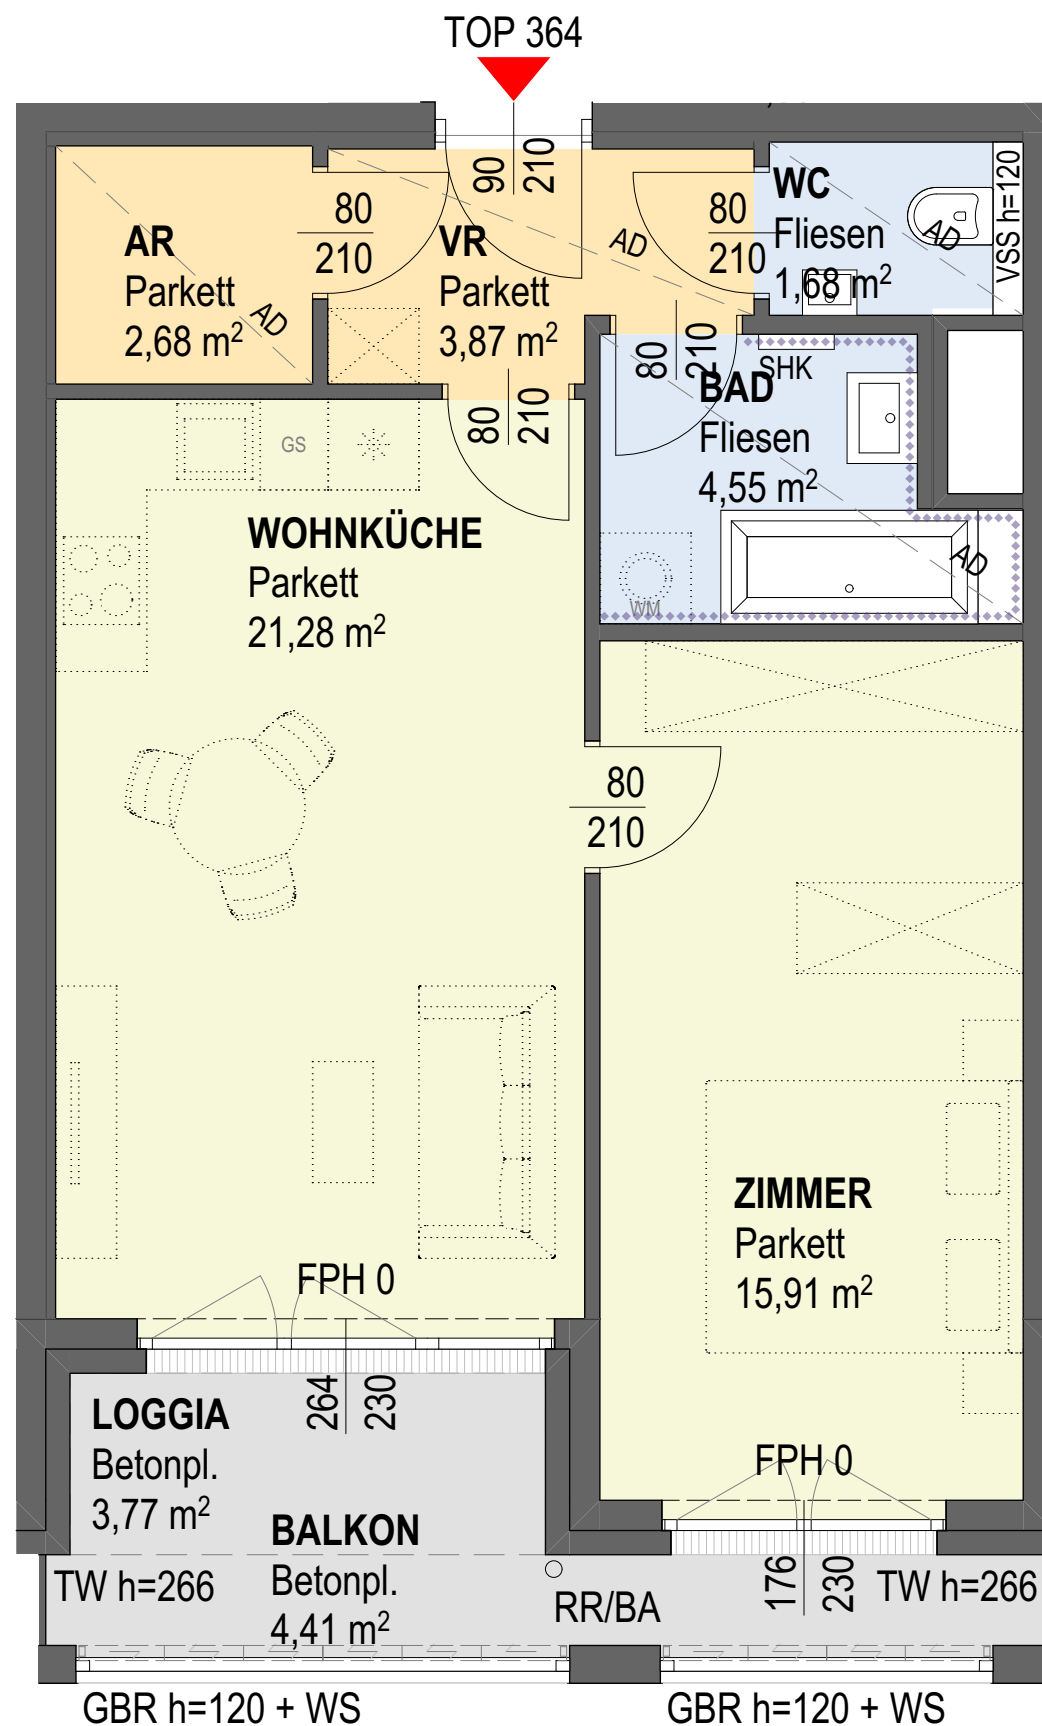 TOP 364
90
210
AR
Parkett
2,68 m²
AD
80
210
VR
Parkett
3,87 m²
AD
80
210
WC
Fliesen
1,68 m²
AD
VSS h=120
80
210
80
210
SHK
BAD
Fliesen
4,55 m²
AD
WM
GS
WOHNKÜCHE
Parkett
21,28 m²
80
210
ZIMMER
Parkett
15,91 m²
FPH 0
264
230
FPH 0
176
230
LOGGIA
Betonpl.
3,77 m²
BALKON
Betonpl.
4,41 m²
TW h=266
RR/BA
TW h=266
GBR h=120 + WS
GBR h=120 + WS